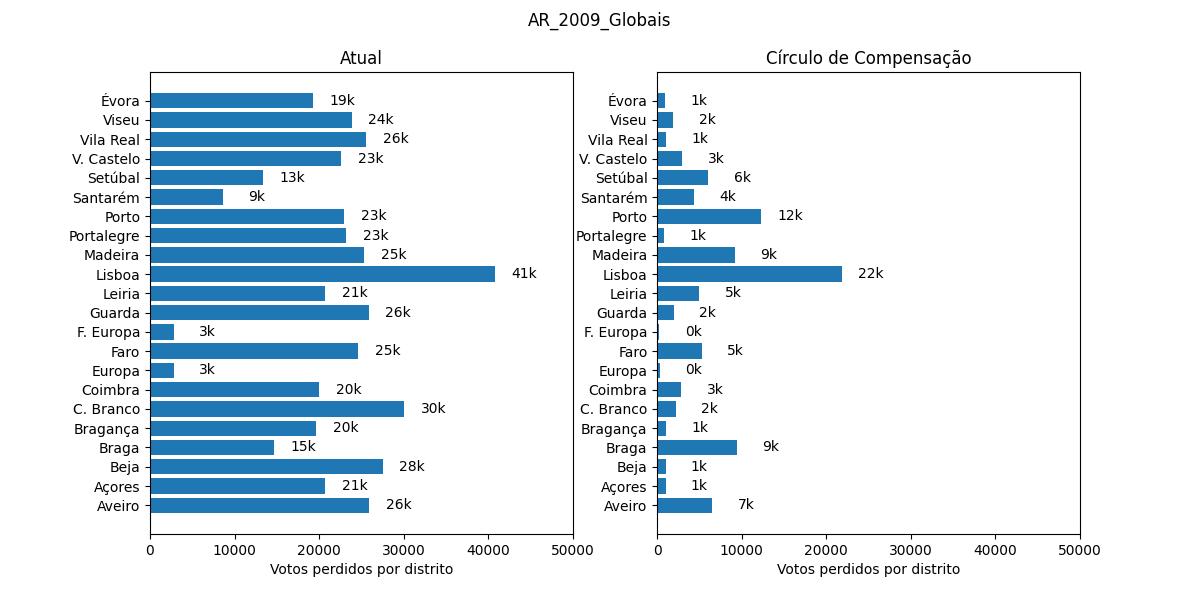 AR_2009_Globais
Atual
Évora 19k
Viseu 24k
Vila Real 26k
V. Castelo 23k
Setúbal 13k
Santarém 9k
Porto 23k
Portalegre 23k
Madeira 25k
Lisboa 41k
Leiria 21k
Guarda 26k
F. Europa 3k
Faro 25k
Europa 3k
Coimbra 20k
C. Branco 30k
Bragança 20k
Braga 15k
Beja 28k
Açores 21k
Aveiro 26k
0 10000 20000 30000 40000 50000
Votos perdidos por distrito
Círculo de Compensação
Évora 1k
Viseu 2k
Vila Real 1k
V. Castelo 3k
Setúbal 6k
Santarém 4k
Porto 12k
Portalegre 1k
Madeira 9k
Lisboa 22k
Leiria 5k
Guarda 2k
F. Europa 0k
Faro 5k
Europa 0k
Coimbra 3k
C. Branco 2k
Bragança 1k
Braga 9k
Beja 1k
Açores 1k
Aveiro 7k
0 10000 20000 30000 40000 50000
Votos perdidos por distrito